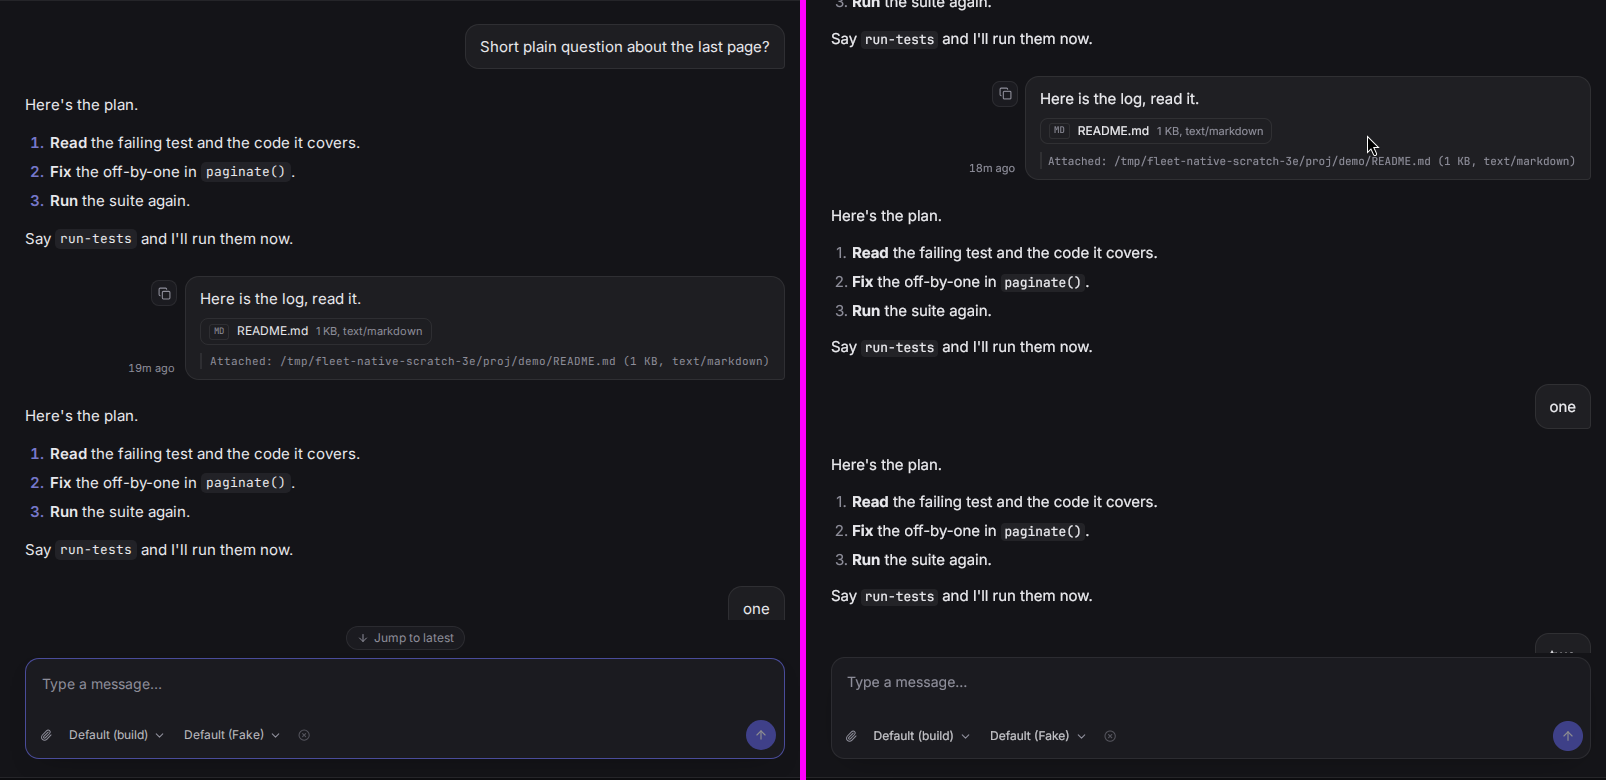 Short plain question about the last page?
Here's the plan.
1. Read the failing test and the code it covers.
2. Fix the off-by-one in paginate().
3. Run the suite again.
Say run-tests and I'll run them now.
Here is the log, read it.
MD README.md 1 KB, text/markdown
Attached: /tmp/fleet-native-scratch-3e/proj/demo/README.md (1 KB, text/markdown)
19m ago
Here's the plan.
1. Read the failing test and the code it covers.
2. Fix the off-by-one in paginate().
3. Run the suite again.
Say run-tests and I'll run them now.
one
Jump to latest
Type a message...
Default (build) Default (Fake)
3. Run the suite again.
Say run-tests and I'll run them now.
Here is the log, read it.
MD README.md 1 KB, text/markdown
Attached: /tmp/fleet-native-scratch-3e/proj/demo/README.md (1 KB, text/markdown)
18m ago
Here's the plan.
1. Read the failing test and the code it covers.
2. Fix the off-by-one in paginate().
3. Run the suite again.
Say run-tests and I'll run them now.
one
Here's the plan.
1. Read the failing test and the code it covers.
2. Fix the off-by-one in paginate().
3. Run the suite again.
Say run-tests and I'll run them now.
Type a message...
Default (build) Default (Fake)